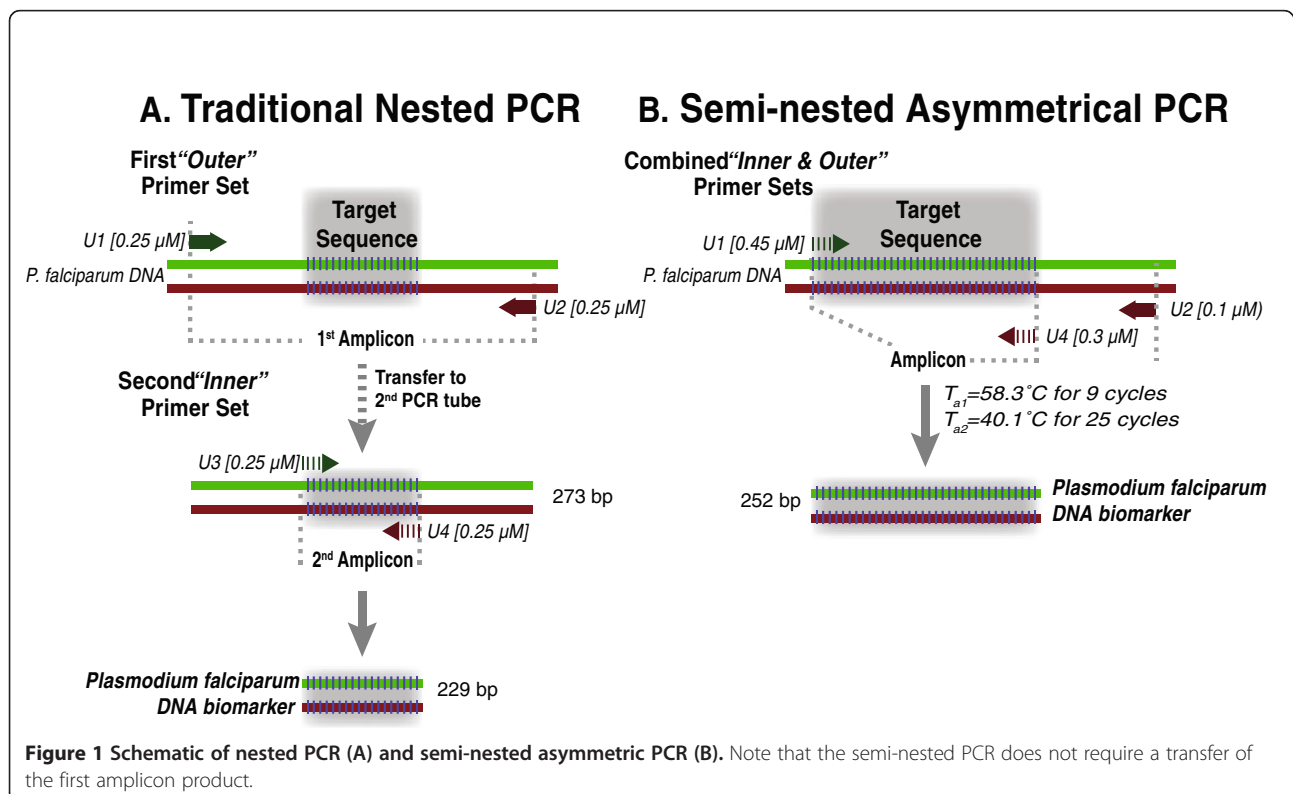 A. Traditional Nested PCR
First“Outer”
Primer Set
Target
Sequence
U1 [0.25 µM]
P. falciparum DNA
U2 [0.25 µM]
1st Amplicon
Second“Inner”
Primer Set
Transfer to
2nd PCR tube
U3 [0.25 µM]
273 bp
U4 [0.25 µM]
2nd Amplicon
Plasmodium falciparum
DNA biomarker
229 bp
B. Semi-nested Asymmetrical PCR
Combined“Inner & Outer”
Primer Sets
Target
Sequence
U1 [0.45 µM]
P. falciparum DNA
U2 [0.1 µM)
U4 [0.3 µM]
Amplicon
Ta1=58.3˚C for 9 cycles
Ta2=40.1˚C for 25 cycles
252 bp
Plasmodium falciparum
DNA biomarker
Figure 1 Schematic of nested PCR (A) and semi-nested asymmetric PCR (B). Note that the semi-nested PCR does not require a transfer of
the first amplicon product.